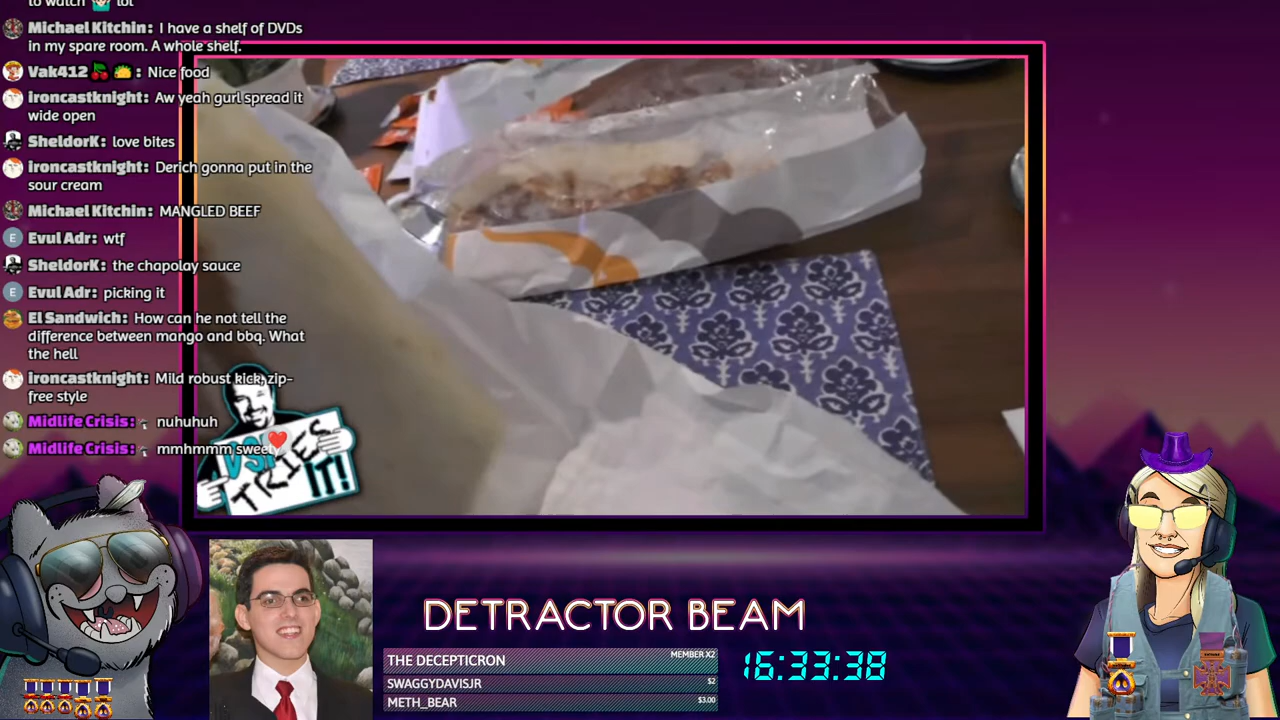 to watch lol
Michael Kitchin: I have a shelf of DVDs
in my spare room. A whole shelf.
Vak412 : Nice food
ironcastknight: Aw yeah gurl spread it
wide open
SheldorK: love bites
ironcastknight: Derich gonna put in the
sour cream
Michael Kitchin: MANGLED BEEF
E Evul Adr: wtf
SheldorK: the chapolay sauce
E Evul Adr: picking it
El Sandwich: How can he not tell the
difference between mango and bbq. What
the hell
ironcastknight: Mild robust kick, zip-
free style
Midlife Crisis: nuhuhuh
Midlife Crisis: mmhmmm sweety
TRIES
IT!
DETRACTOR BEAM
THE DECEPTICRON MEMBER X2
SWAGGYDAVISJR $2
METH_BEAR $3.00
16:33:38